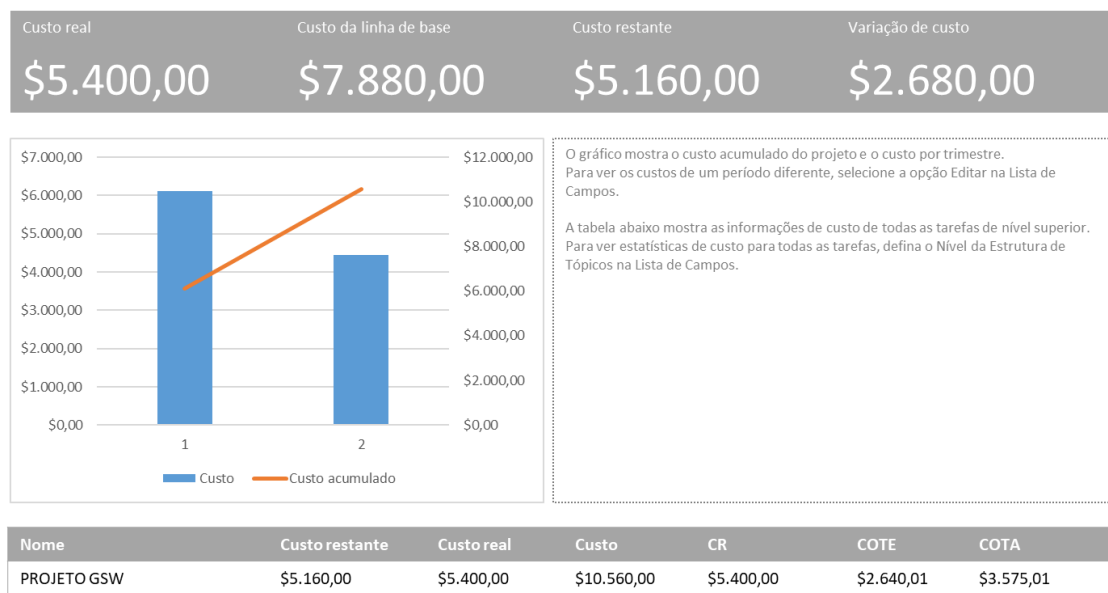 Custo real
Custo da linha de base
Custo restante
Variação de custo
$5.400,00
$7.880,00
$5.160,00
$2.680,00
$7.000,00
$6.000,00
$5.000,00
$4.000,00
$3.000,00
$2.000,00
$1.000,00
$0,00
$12.000,00
$10.000,00
$8.000,00
$6.000,00
$4.000,00
$2.000,00
$0,00
1
2
Custo
Custo acumulado
O gráfico mostra o custo acumulado do projeto e o custo por trimestre.
Para ver os custos de um período diferente, selecione a opção Editar na Lista de
Campos.
A tabela abaixo mostra as informações de custo de todas as tarefas de nível superior.
Para ver estatísticas de custo para todas as tarefas, defina o Nível da Estrutura de
Tópicos na Lista de Campos.
Nome Custo restante Custo real Custo CR COTE COTA
PROJETO GSW $5.160,00 $5.400,00 $10.560,00 $5.400,00 $2.640,01 $3.575,01